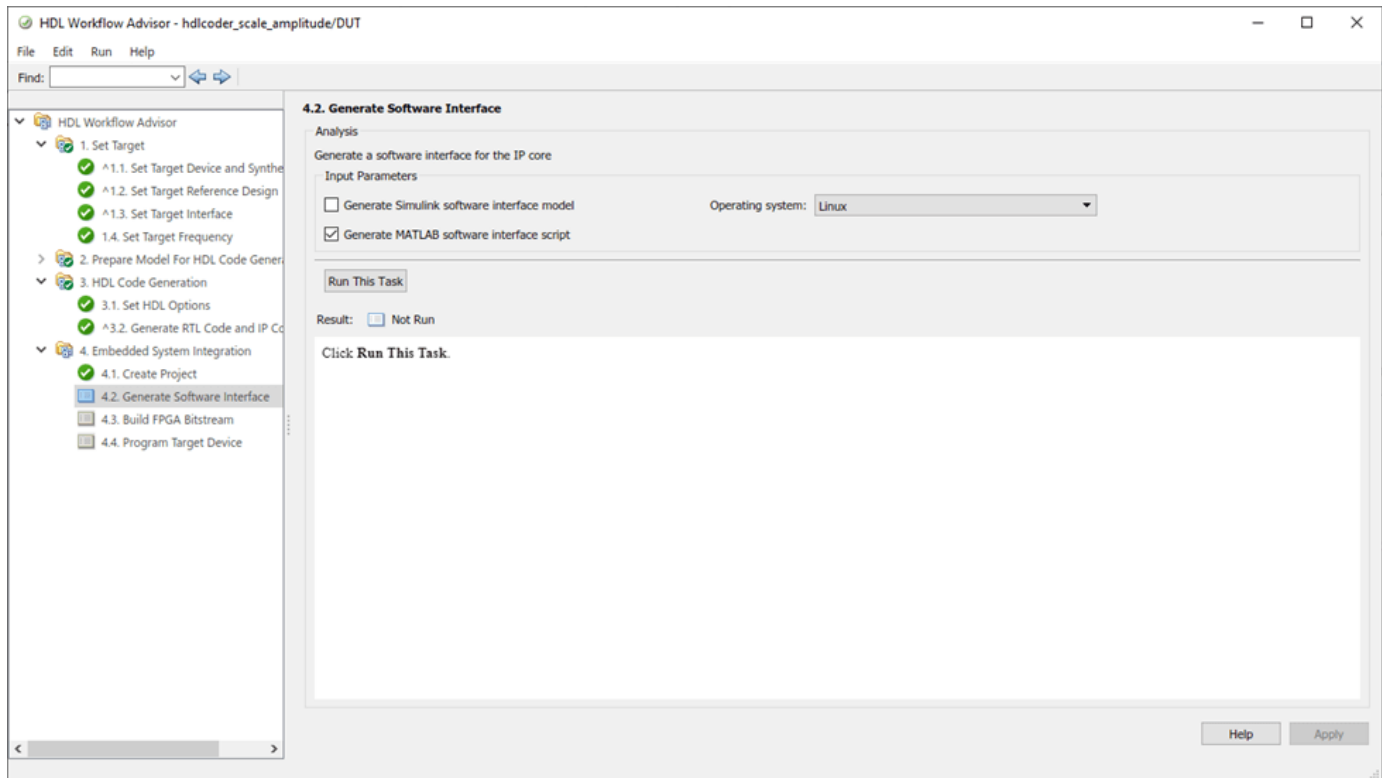 HDL Workflow Advisor - hdlcoder_scale_amplitude/DUT
File Edit Run Help
Find:
HDL Workflow Advisor
1. Set Target
^1.1. Set Target Device and Synthe
^1.2. Set Target Reference Design
^1.3. Set Target Interface
1.4. Set Target Frequency
2. Prepare Model For HDL Code Gener
3. HDL Code Generation
3.1. Set HDL Options
^3.2. Generate RTL Code and IP Co
4. Embedded System Integration
4.1. Create Project
4.2. Generate Software Interface
4.3. Build FPGA Bitstream
4.4. Program Target Device
4.2. Generate Software Interface
Analysis
Generate a software interface for the IP core
Input Parameters
Generate Simulink software interface model Operating system: Linux
Generate MATLAB software interface script
Run This Task
Result: Not Run
Click Run This Task.
Help Apply